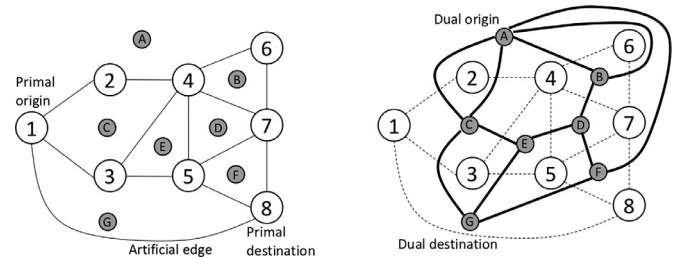 A
6
Primal
origin
2
4
B
1
C
D
7
E
3
5
F
8
G
Artificial edge
Primal
destination
Dual origin
A
6
2
4
B
1
C
D
7
E
3
5
F
8
G
Dual destination